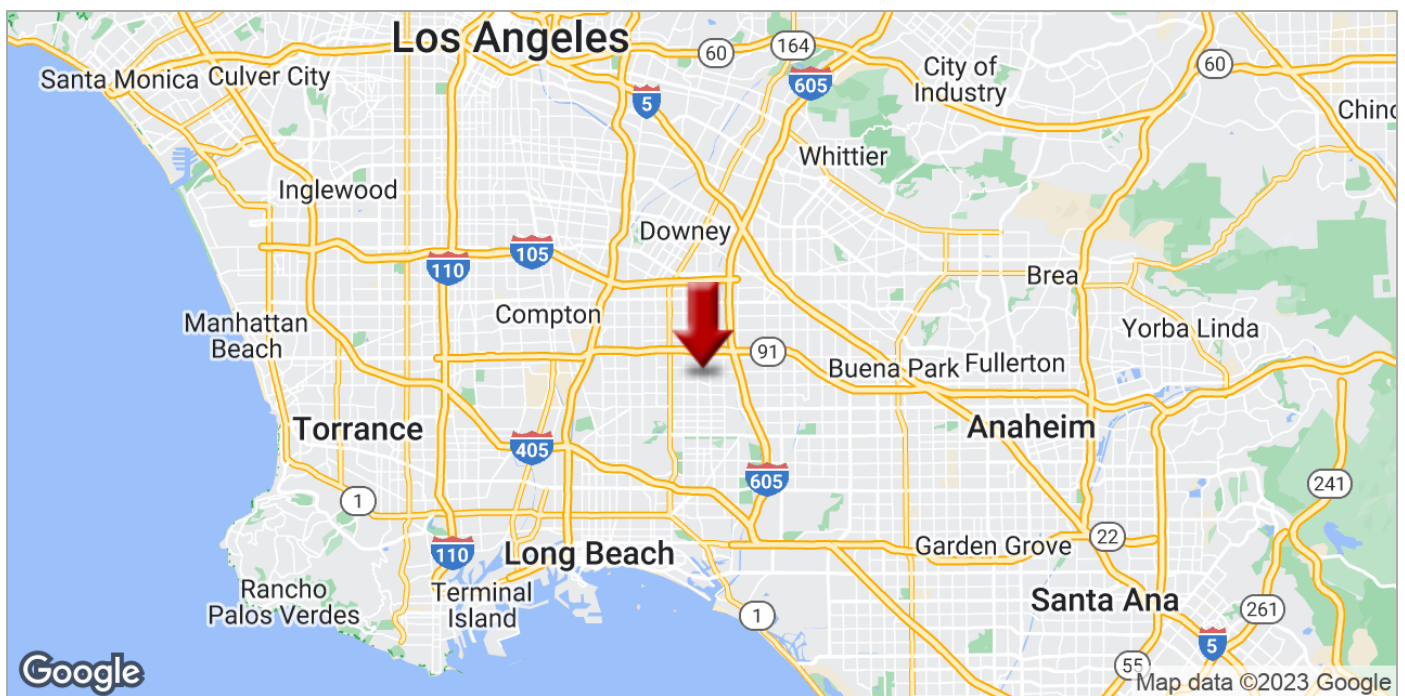 Los Angeles
60
164
Santa Monica
Culver City
5
605
City of
Industry
60
Chino
Whittier
Inglewood
Downey
105
110
Brea
Compton
Manhattan
Beach
Yorba Linda
91
Buena Park
Fullerton
Torrance
Anaheim
405
605
241
1
110
Long Beach
22
Garden Grove
Rancho
Palos Verdes
Terminal
Island
1
Santa Ana
261
5
55
Google
Map data ©2023 Google